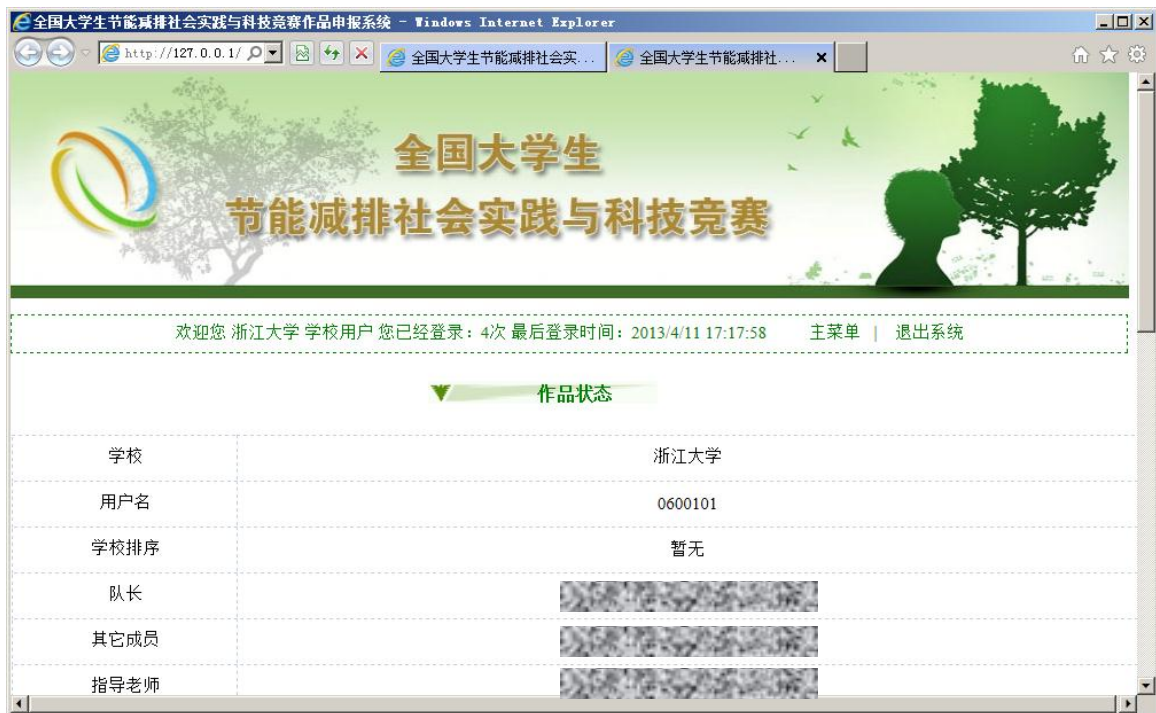 全国大学生节能减排社会实践与科技竞赛作品申报系统 - Windows Internet Explorer
http://127.0.0.1/ 全国大学生节能减排社会实... 全国大学生节能减排社...
全国大学生
节能减排社会实践与科技竞赛
欢迎您 浙江大学 学校用户 您已经登录：4次 最后登录时间：2013/4/11 17:17:58 主菜单 | 退出系统
作品状态
学校 浙江大学
用户名 0600101
学校排序 暂无
队长
其它成员
指导老师